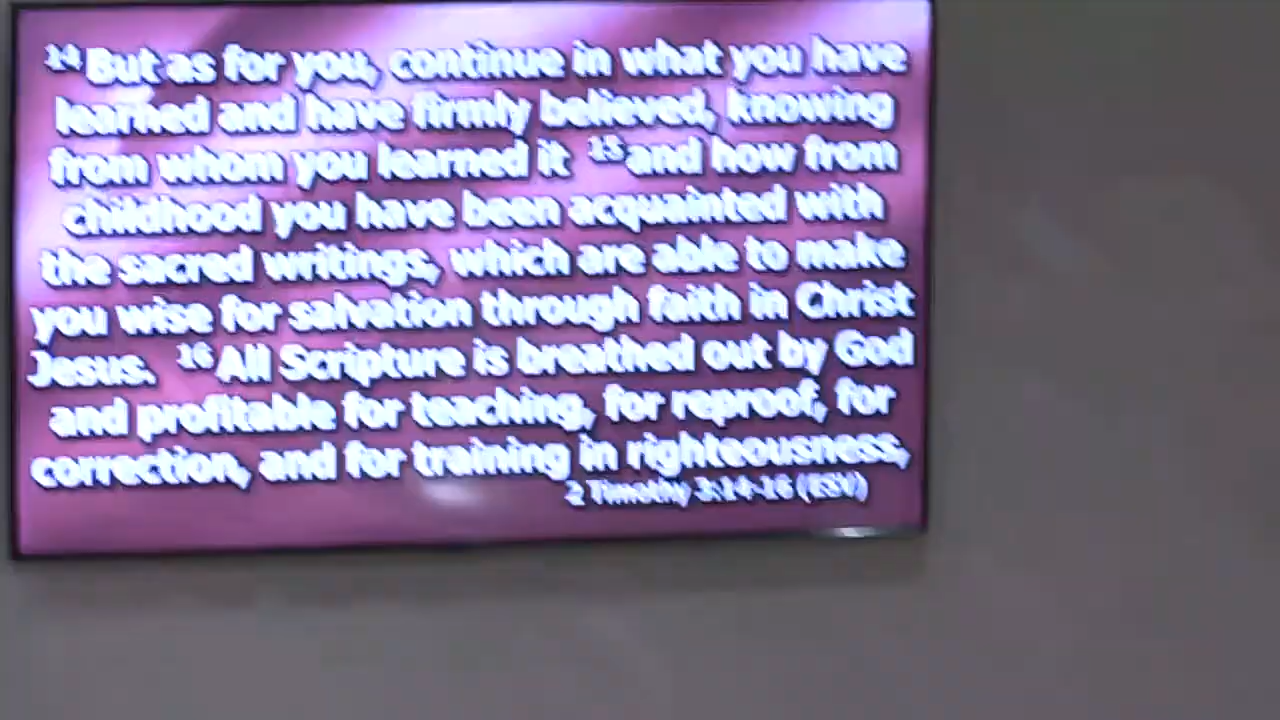 14 But as for you, continue in what you have
learned and have firmly believed, knowing
from whom you learned it 15 and how from
childhood you have been acquainted with
the sacred writings, which are able to make
you wise for salvation through faith in Christ
Jesus. 16 All Scripture is breathed out by God
and profitable for teaching, for reproof, for
correction, and for training in righteousness,
2 Timothy 3:14-16 (ESV)